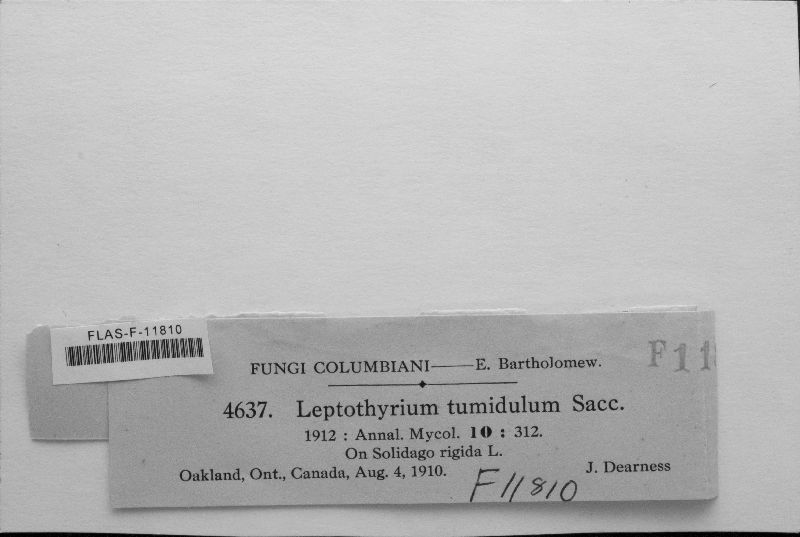 FLAS-F-11810
FUNGI COLUMBIANI——E. Bartholomew.
F11
4637. Leptothyrium tumidulum Sacc.
1912 : Annal. Mycol. 10 : 312.
On Solidago rigida L.
Oakland, Ont., Canada, Aug. 4, 1910. J. Dearness
F11810